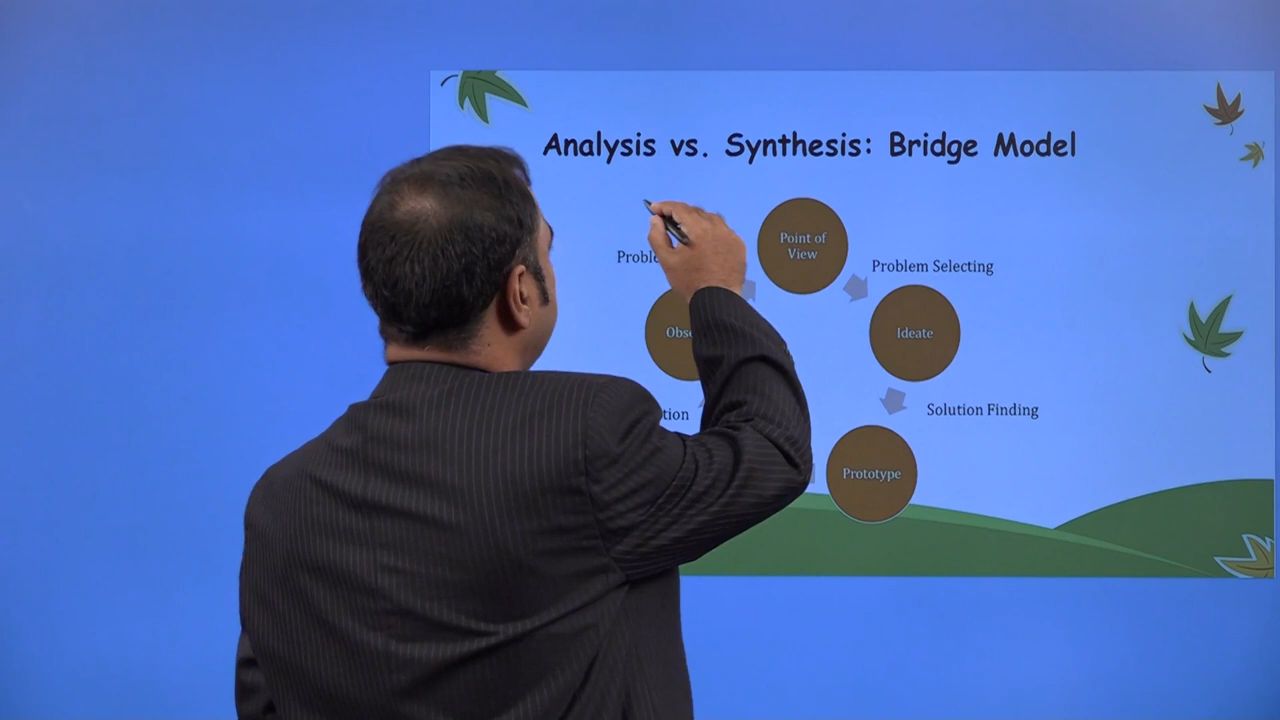 Analysis vs. Synthesis: Bridge Model
Point of
View
Problem Selecting
Ideate
Solution Finding
Prototype